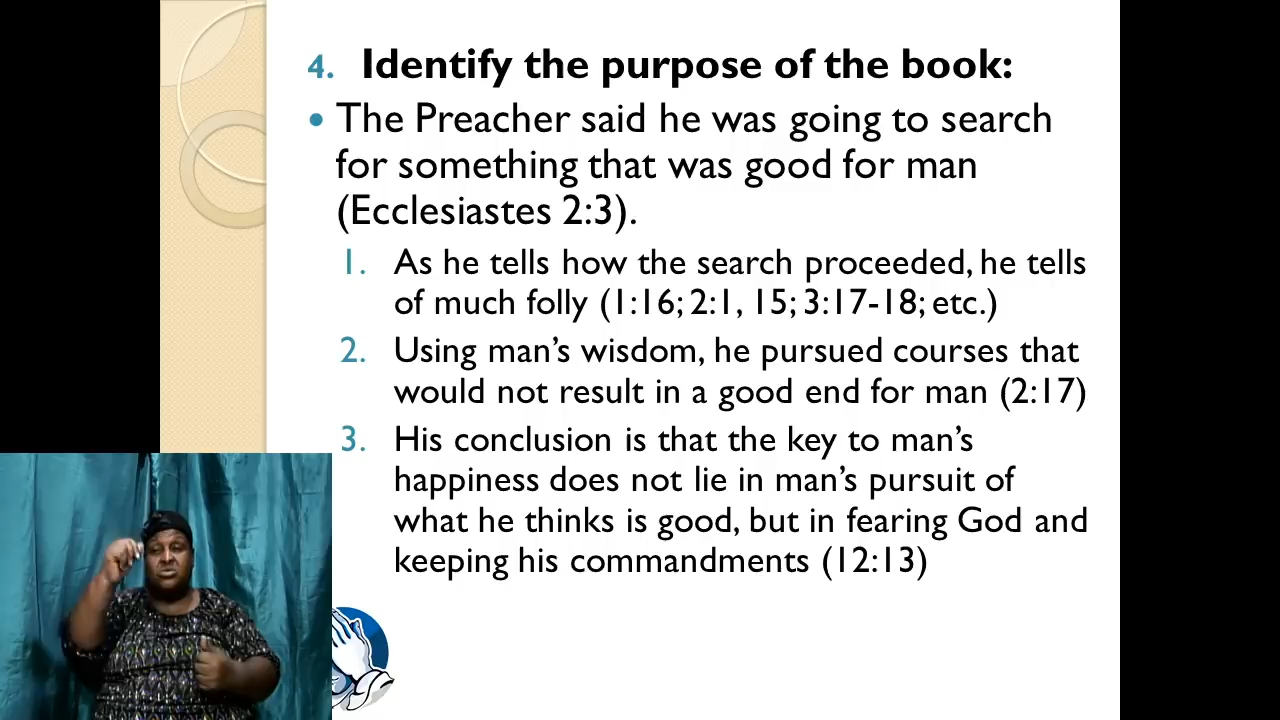 4. Identify the purpose of the book:
• The Preacher said he was going to search
for something that was good for man
(Ecclesiastes 2:3).
1. As he tells how the search proceeded, he tells
of much folly (1:16; 2:1, 15; 3:17-18; etc.)
2. Using man’s wisdom, he pursued courses that
would not result in a good end for man (2:17)
3. His conclusion is that the key to man’s
happiness does not lie in man’s pursuit of
what he thinks is good, but in fearing God and
keeping his commandments (12:13)